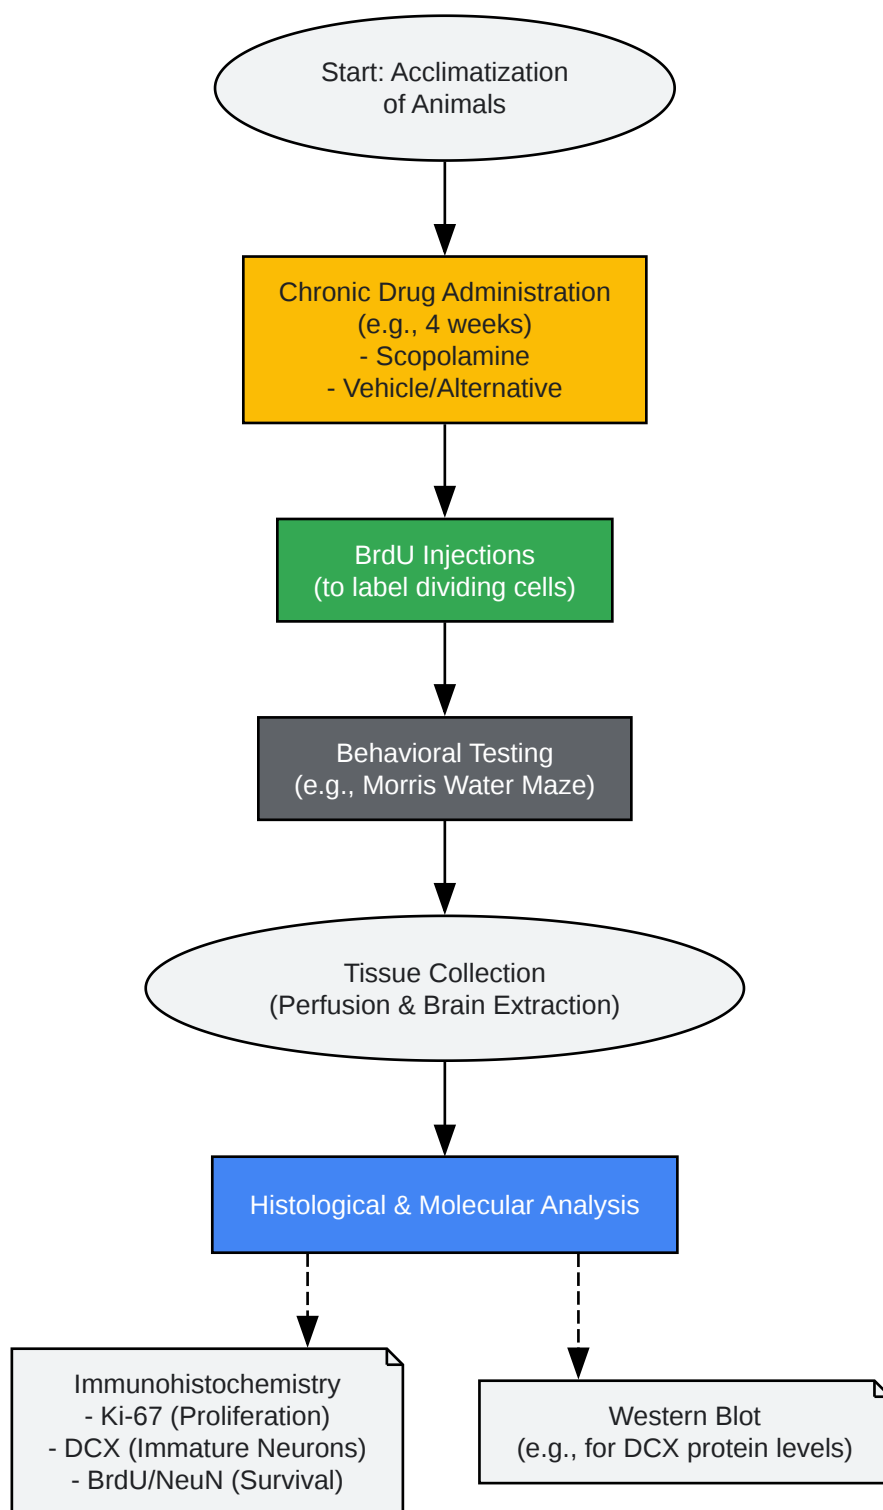 Start: Acclimatization
of Animals
Chronic Drug Administration
(e.g., 4 weeks)
- Scopolamine
- Vehicle/Alternative
BrdU Injections
(to label dividing cells)
Behavioral Testing
(e.g., Morris Water Maze)
Tissue Collection
(Perfusion & Brain Extraction)
Histological & Molecular Analysis
Immunohistochemistry
- Ki-67 (Proliferation)
- DCX (Immature Neurons)
- BrdU/NeuN (Survival)
Western Blot
(e.g., for DCX protein levels)